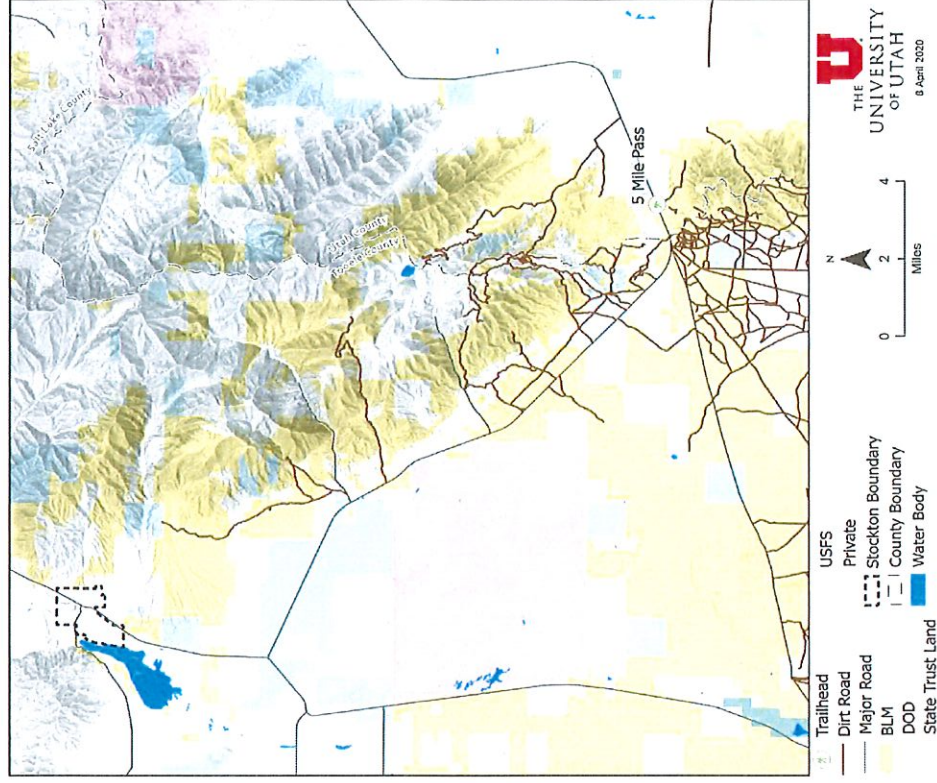 Salt Lake County
Utah County
Tooele County
5 Mile Pass
Trailhead
Dirt Road
Major Road
BLM
DOD
State Trust Land
USFS
Private
Stockton Boundary
County Boundary
Water Body
N
0 2 4
Miles
THE
UNIVERSITY
OF UTAH
8 April 2020